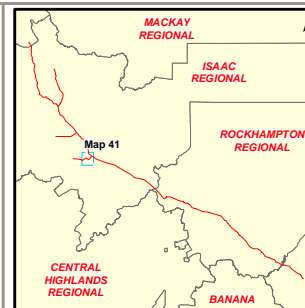 MACKAY
REGIONAL
ISAAC
REGIONAL
ROCKHAMPTON
REGIONAL
Map 41
CENTRAL
HIGHLANDS
REGIONAL
BANANA